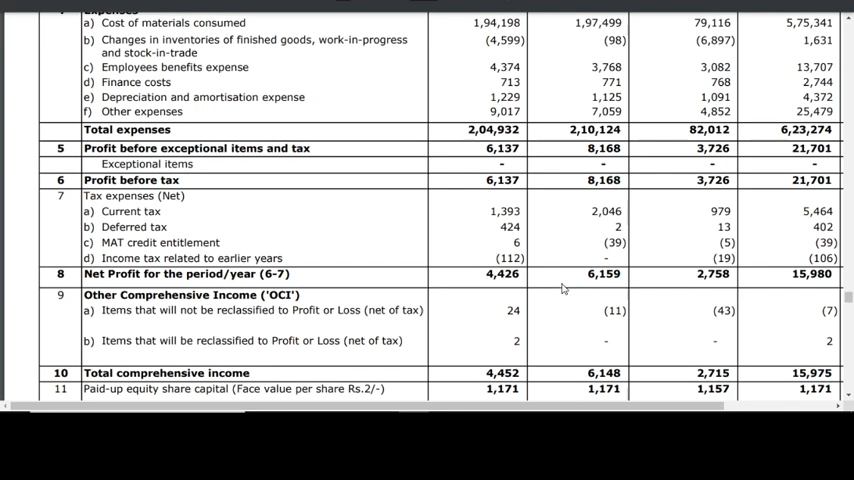 4 Expenses
a) Cost of materials consumed 1,94,198 1,97,499 79,116 5,75,341
b) Changes in inventories of finished goods, work-in-progress (4,599) (98) (6,897) 1,631
and stock-in-trade
c) Employees benefits expense 4,374 3,768 3,082 13,707
d) Finance costs 713 771 768 2,744
e) Depreciation and amortisation expense 1,229 1,125 1,091 4,372
f) Other expenses 9,017 7,059 4,852 25,479
Total expenses 2,04,932 2,10,124 82,012 6,23,274
5 Profit before exceptional items and tax 6,137 8,168 3,726 21,701
Exceptional items - - - -
6 Profit before tax 6,137 8,168 3,726 21,701
7 Tax expenses (Net)
a) Current tax 1,393 2,046 979 5,464
b) Deferred tax 424 2 13 402
c) MAT credit entitlement 6 (39) (5) (39)
d) Income tax related to earlier years (112) - (19) (106)
8 Net Profit for the period/year (6-7) 4,426 6,159 2,758 15,980
9 Other Comprehensive Income ('OCI')
a) Items that will not be reclassified to Profit or Loss (net of tax) 24 (11) (43) (7)
b) Items that will be reclassified to Profit or Loss (net of tax) 2 - - 2
10 Total comprehensive income 4,452 6,148 2,715 15,975
11 Paid-up equity share capital (Face value per share Rs.2/-) 1,171 1,171 1,157 1,171